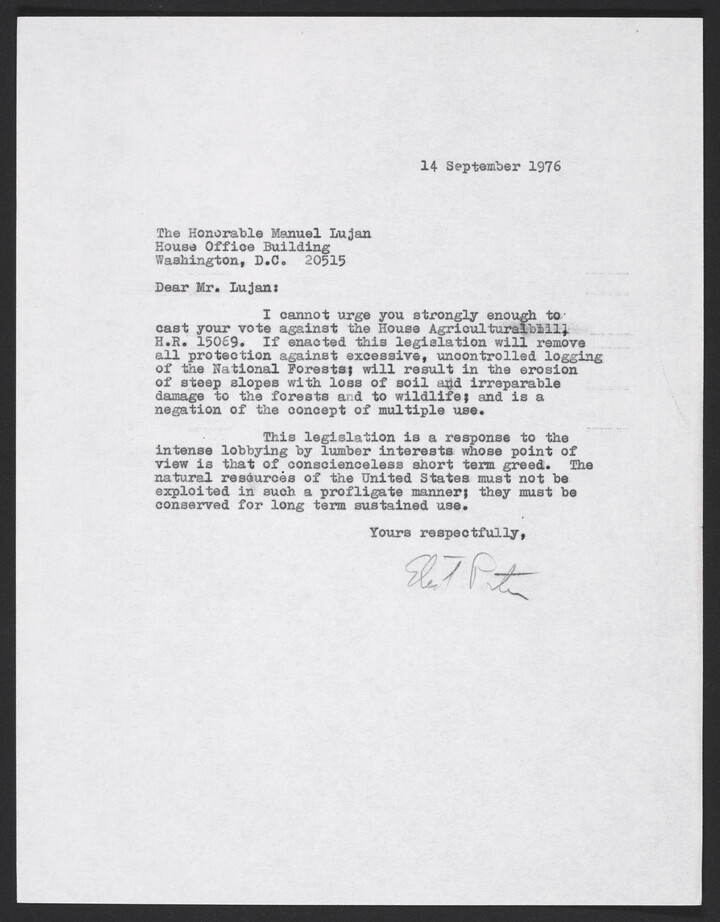 14 September 1976
The Honorable Manuel Lujan
House Office Building
Washington, D.C. 20515
Dear Mr. Lujan:
I cannot urge you strongly enough to
cast your vote against the House Agricultural bill,
H.R. 15069. If enacted this legislation will remove
all protection against excessive, uncontrolled logging
of the National Forests; will result in the erosion
of steep slopes with loss of soil and irreparable
damage to the forests and to wildlife; and is a
negation of the concept of multiple use.
This legislation is a response to the
intense lobbying by lumber interests whose point of
view is that of conscienceless short term greed. The
natural resources of the United States must not be
exploited in such a profligate manner; they must be
conserved for long term sustained use.
Yours respectfully,
Eliot Porter